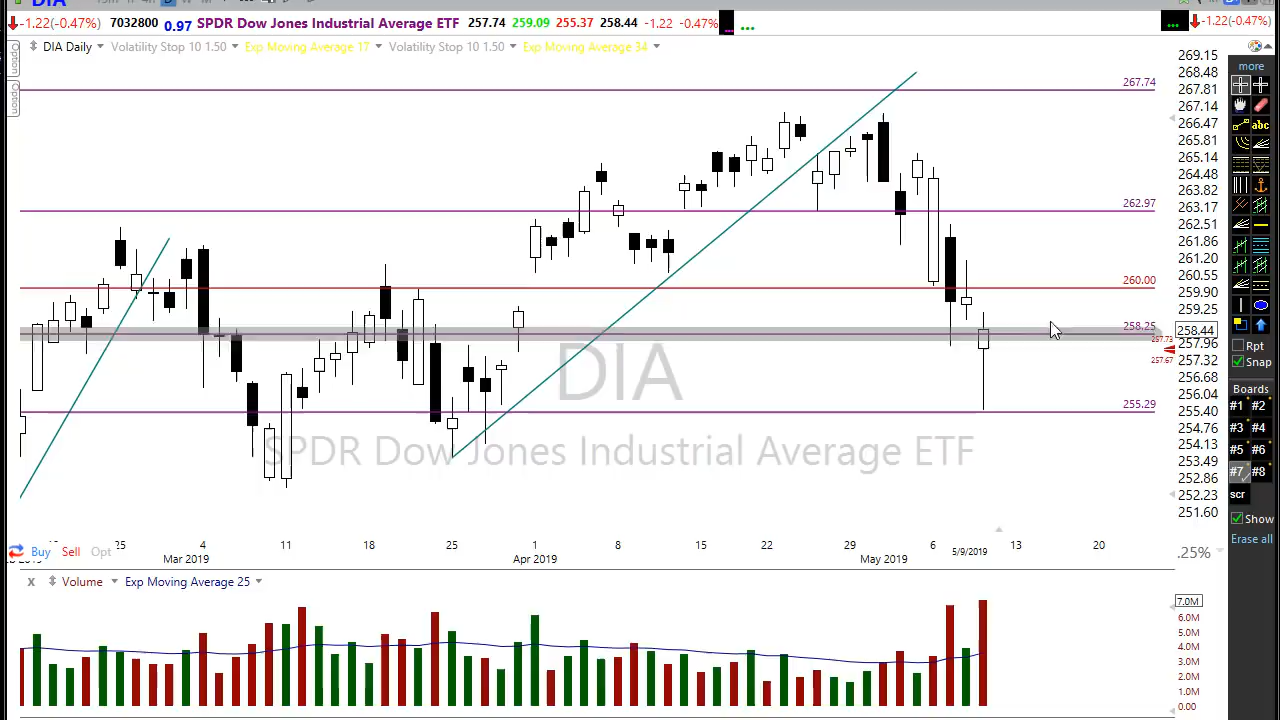 DIA
-1.22(-0.47%) 7032800 0.97 SPDR Dow Jones Industrial Average ETF 257.74 259.09 255.37 258.44 -1.22 -0.47% ... ... ... -1.22(-0.47%)
DIA Daily Volatility Stop 10 1.50 Exp Moving Average 17 Volatility Stop 10 1.50 Exp Moving Average 34
Option
Option
269.15
268.48
267.81
267.14
266.47
265.81
265.14
264.48
263.82
263.17
262.51
261.86
261.20
260.55
259.90
259.25
258.44
257.96
257.32
256.68
256.04
255.40
254.76
254.13
253.49
252.86
252.23
251.60
267.74
262.97
260.00
258.25
255.29
257.73
257.67
DIA
SPDR Dow Jones Industrial Average ETF
more
abc
Rpt
Snap
Boards
#1 #2
#3 #4
#5 #6
#7 #8
scr
Show
Erase all
25 4 11 18 25 1 8 15 22 29 6 5/9/2019 13 20
Mar 2019 Apr 2019 May 2019
Buy Sell Opt
.25%
X Volume Exp Moving Average 25
7.0M
6.0M
5.0M
4.0M
3.0M
2.0M
1.0M
0.00